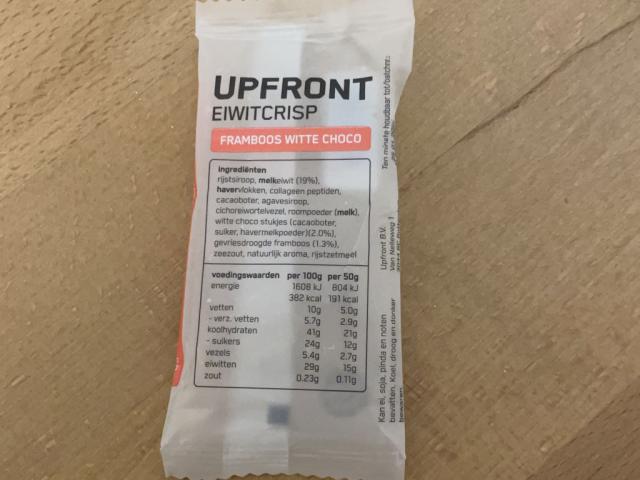 UPFRONT
EIWITCRISP
FRAMBOOS WITTE CHOCO
ingrediënten
rijstsiroop, melkeiwit (19%),
havervlokken, collageen peptiden,
cacaoboter, agavesiroop,
cichoreiwortelvezel, roompoeder (melk),
witte choco stukjes (cacaoboter,
suiker, havermelkpoeder)(2.0%),
gevriesdroogde framboos (1.3%),
zeezout, natuurlijk aroma, rijstzetmeel
voedingswaarden per 100g per 50g
energie 1608 kJ 804 kJ
382 kcal 191 kcal
vetten 10g 5.0g
- verz. vetten 5.7g 2.9g
koolhydraten 41g 21g
- suikers 24g 12g
vezels 5.4g 2.7g
eiwitten 29g 15g
zout 0.23g 0.11g
Kan ei, soja, pinda en noten
bevatten. Koel, droog en donker
bewaren.
Upfront B.V.
Van Nelleweg 1
Ten minste houdbaar tot/batchnr.: